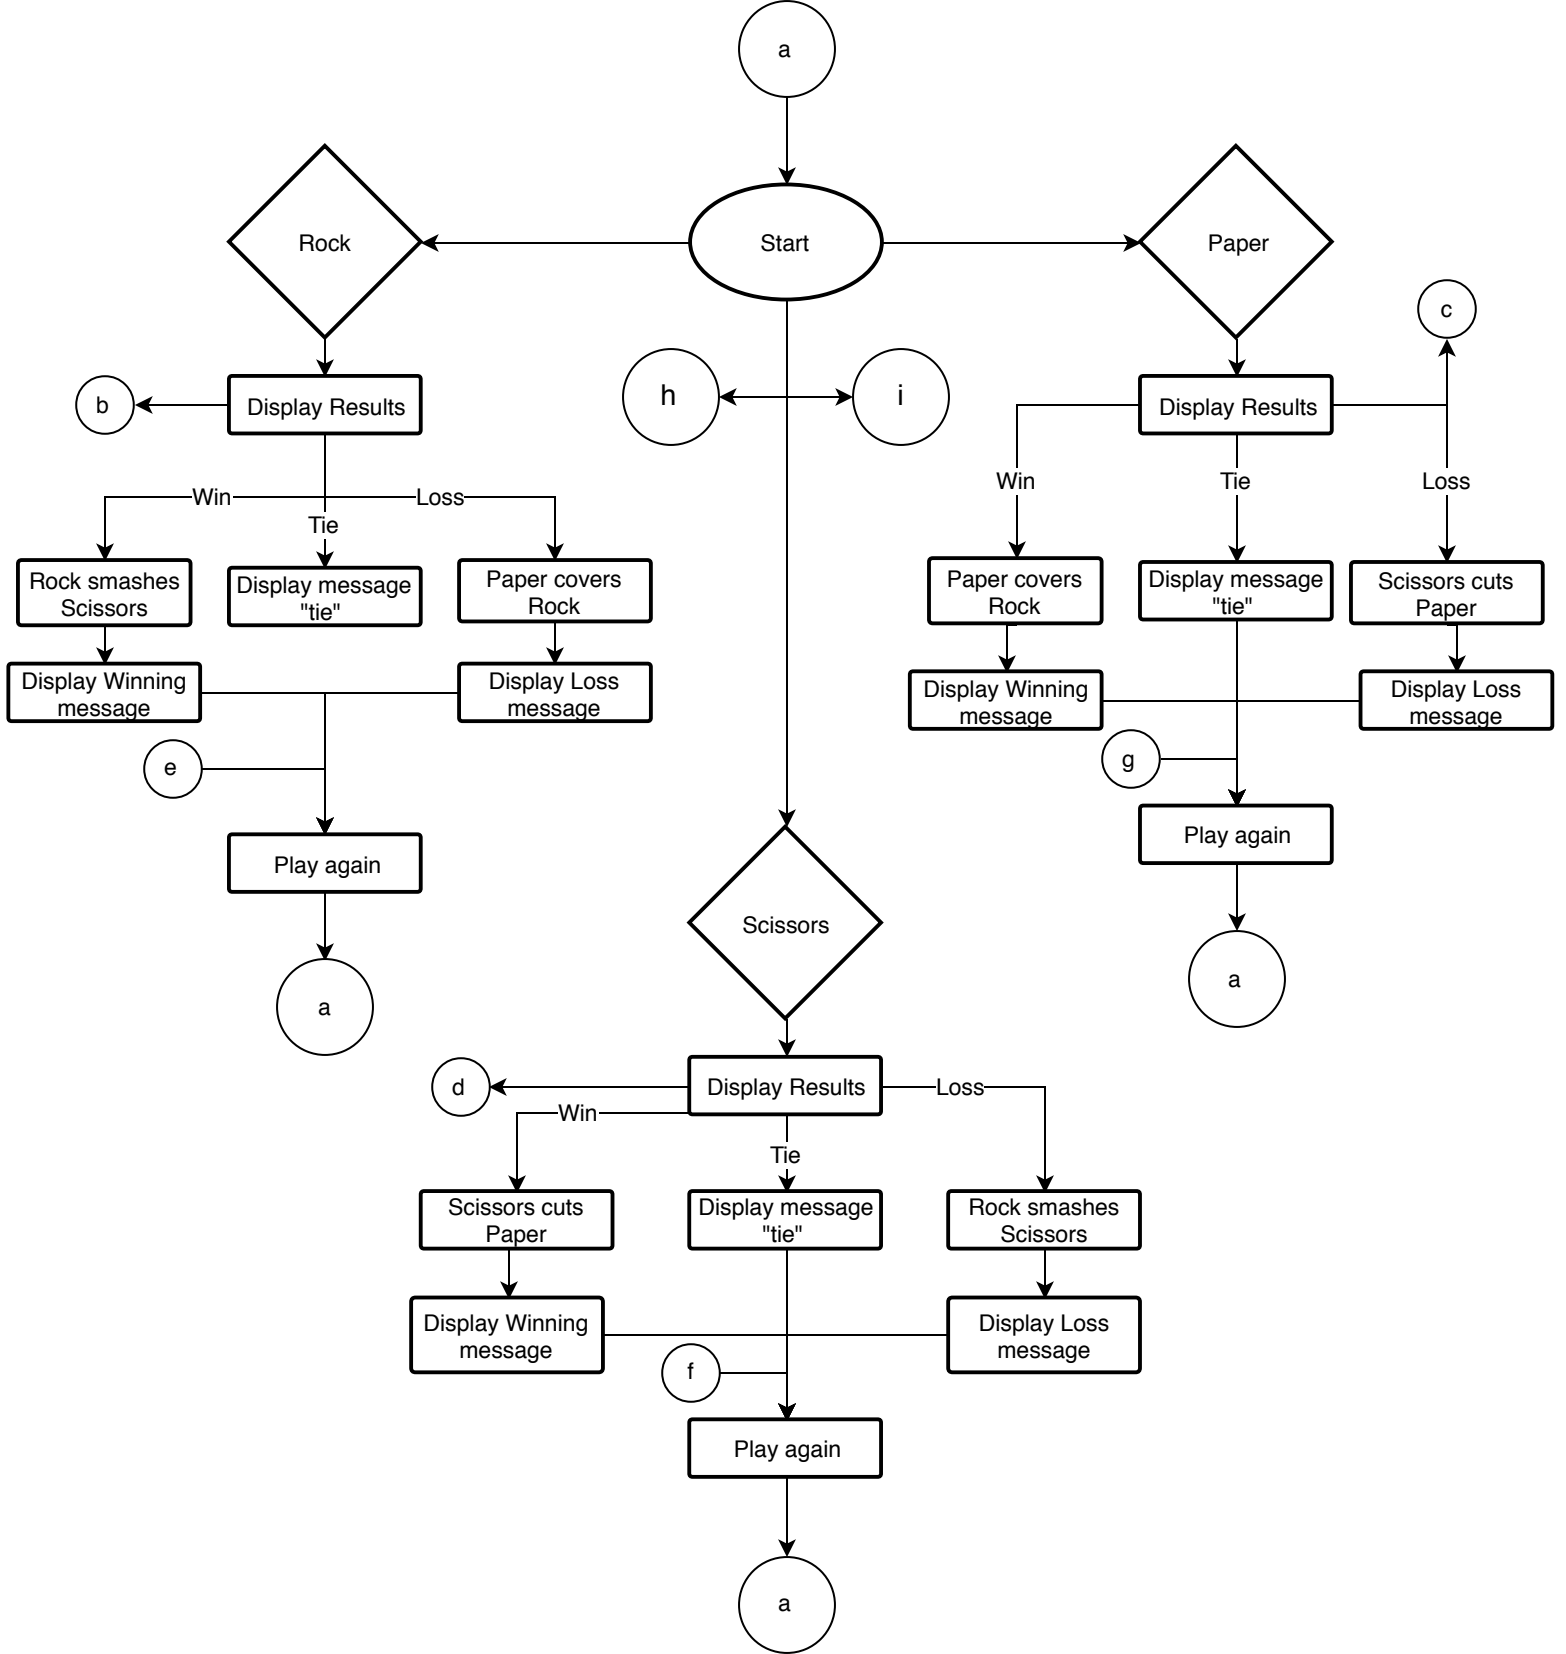 a
Rock
Start
Paper
c
h
i
b
Display Results
Display Results
Win
Loss
Tie
Win
Tie
Loss
Rock smashes
Scissors
Display message
"tie"
Paper covers
Rock
Paper covers
Rock
Display message
"tie"
Scissors cuts
Paper
Display Winning
message
Display Loss
message
Display Winning
message
Display Loss
message
e
g
Play again
Play again
Scissors
a
a
d
Display Results
Loss
Win
Tie
Scissors cuts
Paper
Display message
"tie"
Rock smashes
Scissors
Display Winning
message
Display Loss
message
f
Play again
a